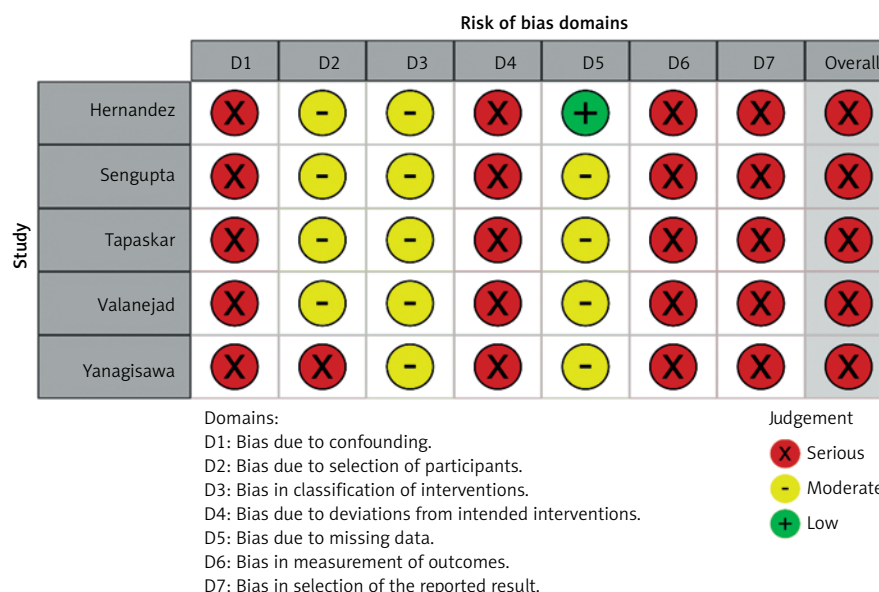 Risk of bias domains
D1 D2 D3 D4 D5 D6 D7 Overall
Study
Hernandez X - - X + X X X
Sengupta X - - X - X X X
Tapaskar X - - X - X X X
Valanejad X - - X - X X X
Yanagisawa X X - X - X X X
Domains:
D1: Bias due to confounding.
D2: Bias due to selection of participants.
D3: Bias in classification of interventions.
D4: Bias due to deviations from intended interventions.
D5: Bias due to missing data.
D6: Bias in measurement of outcomes.
D7: Bias in selection of the reported result.
Judgement
X Serious
- Moderate
+ Low